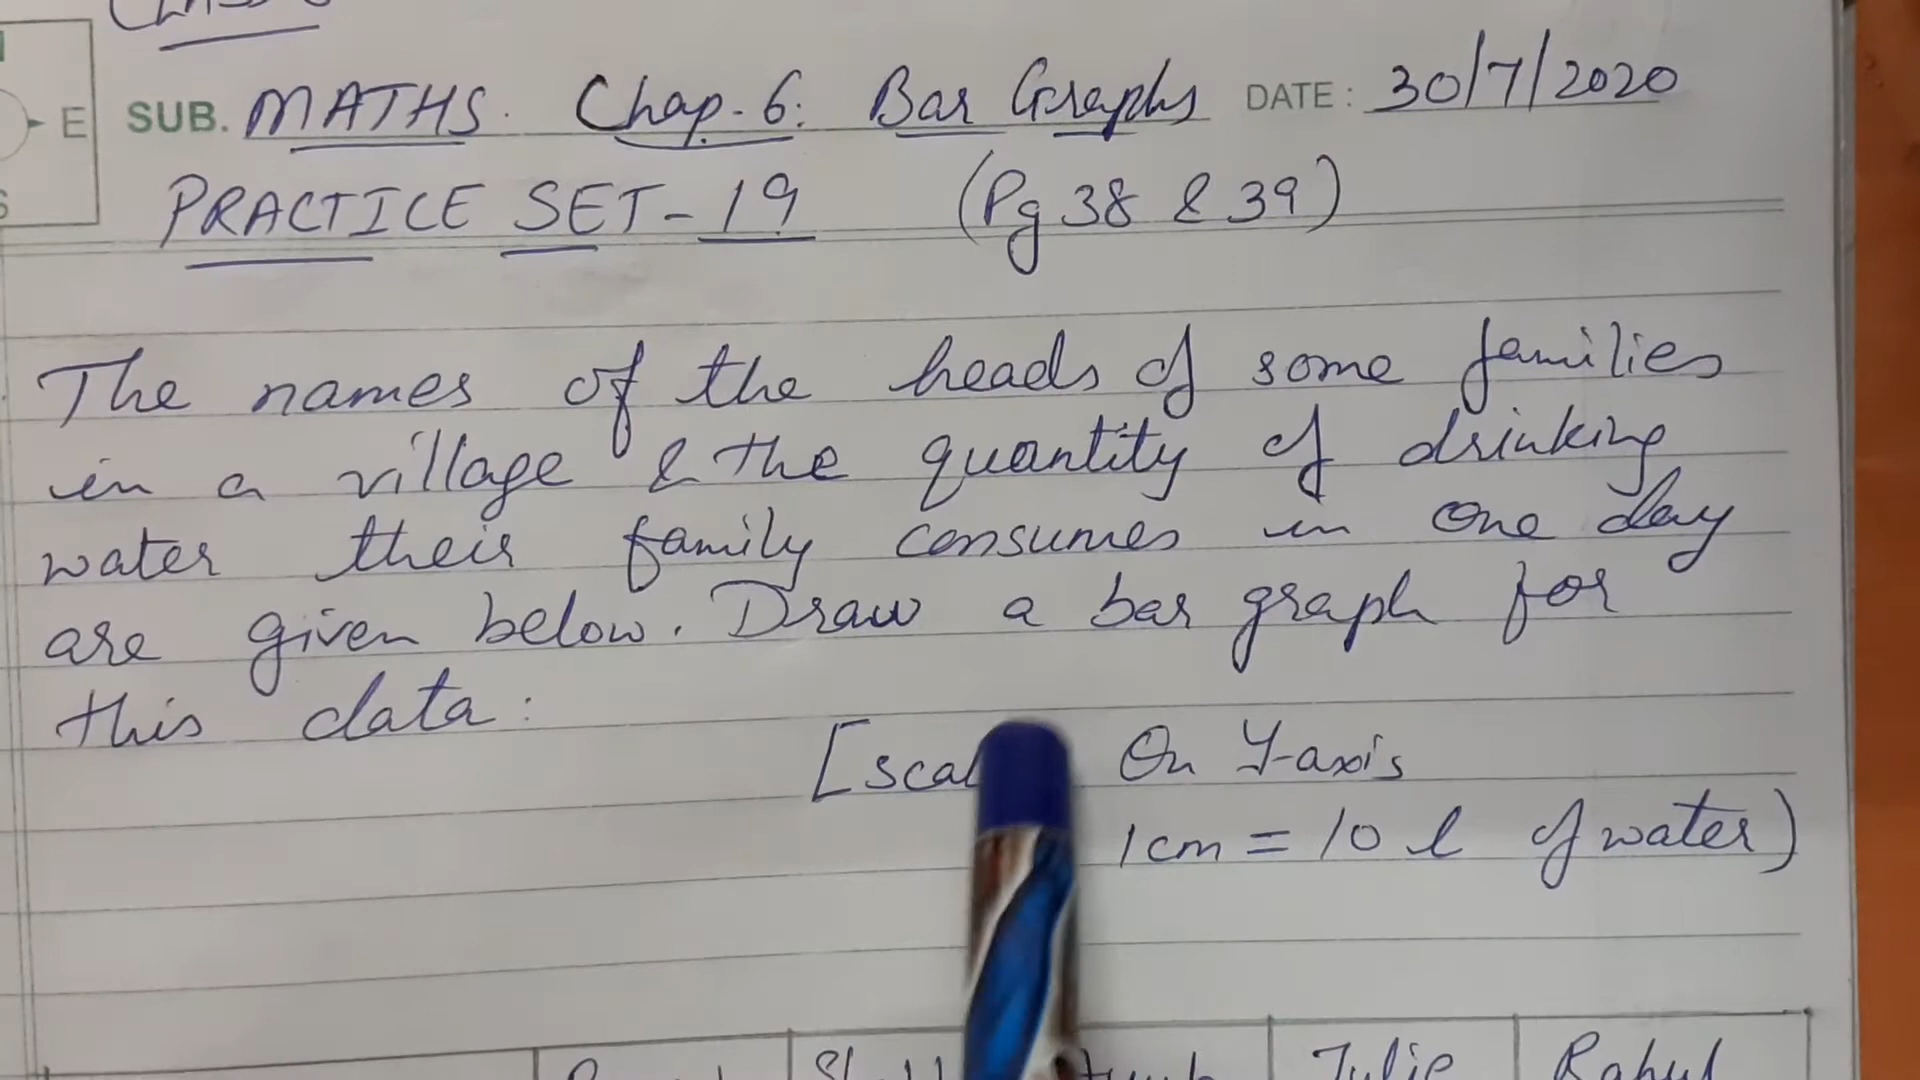 E SUB. MATHS. Chap. 6: Bar Graphs DATE: 30/7/2020
PRACTICE SET-19 (Pg 38 & 39)
The names of the heads of some families
in a village & the quantity of drinking
water their family consumes in one day
are given below. Draw a bar graph for
this data:
[scal On Y-axis
1cm = 10 l of water)
Julie Rahul